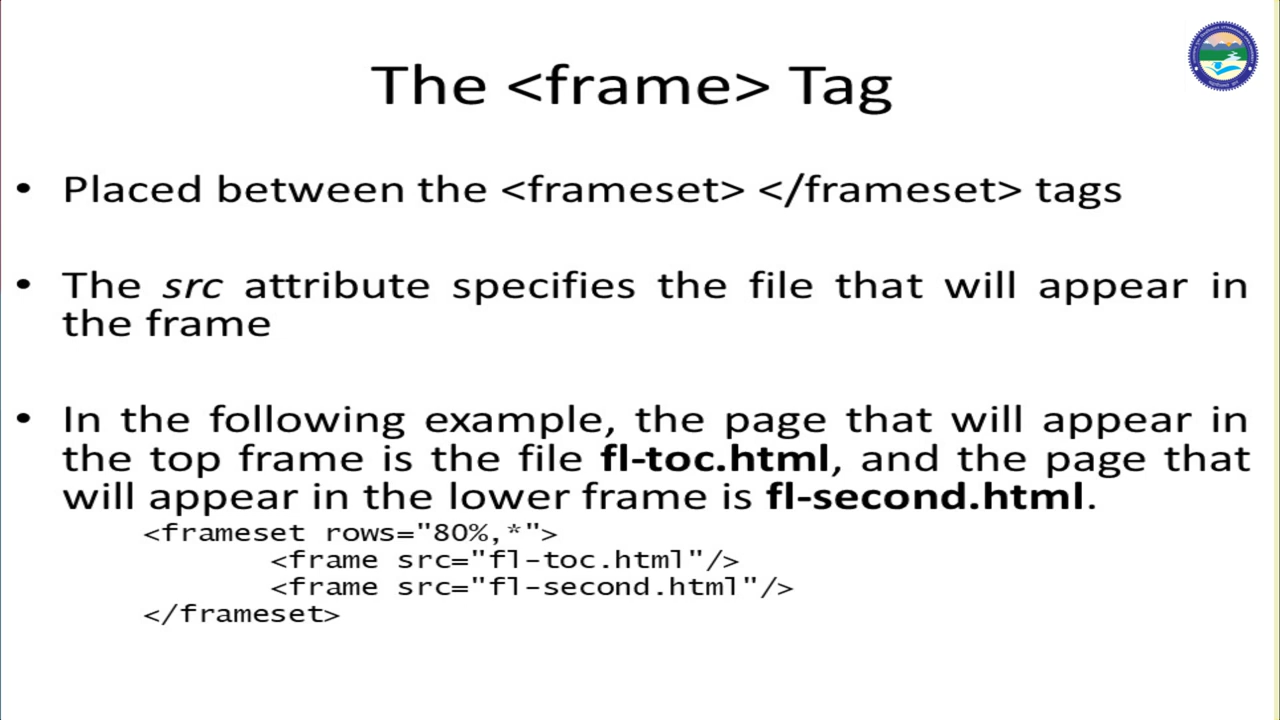 The <frame> Tag
• Placed between the <frameset> </frameset> tags
• The src attribute specifies the file that will appear in
the frame
• In the following example, the page that will appear in
the top frame is the file fl-toc.html, and the page that
will appear in the lower frame is fl-second.html.
<frameset rows="80%,*">
<frame src="fl-toc.html"/>
<frame src="fl-second.html"/>
</frameset>